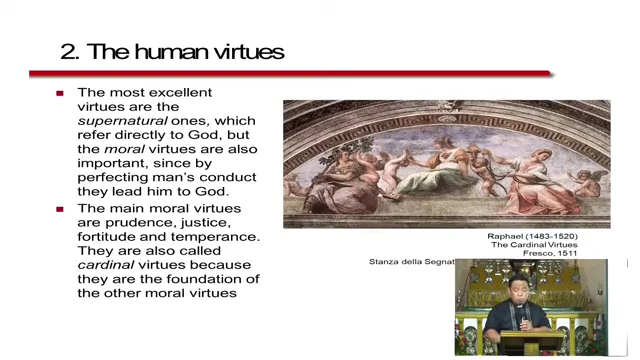 2. The human virtues
The most excellent
virtues are the
supernatural ones, which
refer directly to God, but
the moral virtues are also
important, since by
perfecting man's conduct
they lead him to God.
The main moral virtues
are prudence, justice,
fortitude and temperance.
They are also called
cardinal virtues because
they are the foundation of
the other moral virtues
Raphael (1483-1520)
The Cardinal Virtues
Fresco, 1511
Stanza della Segnat